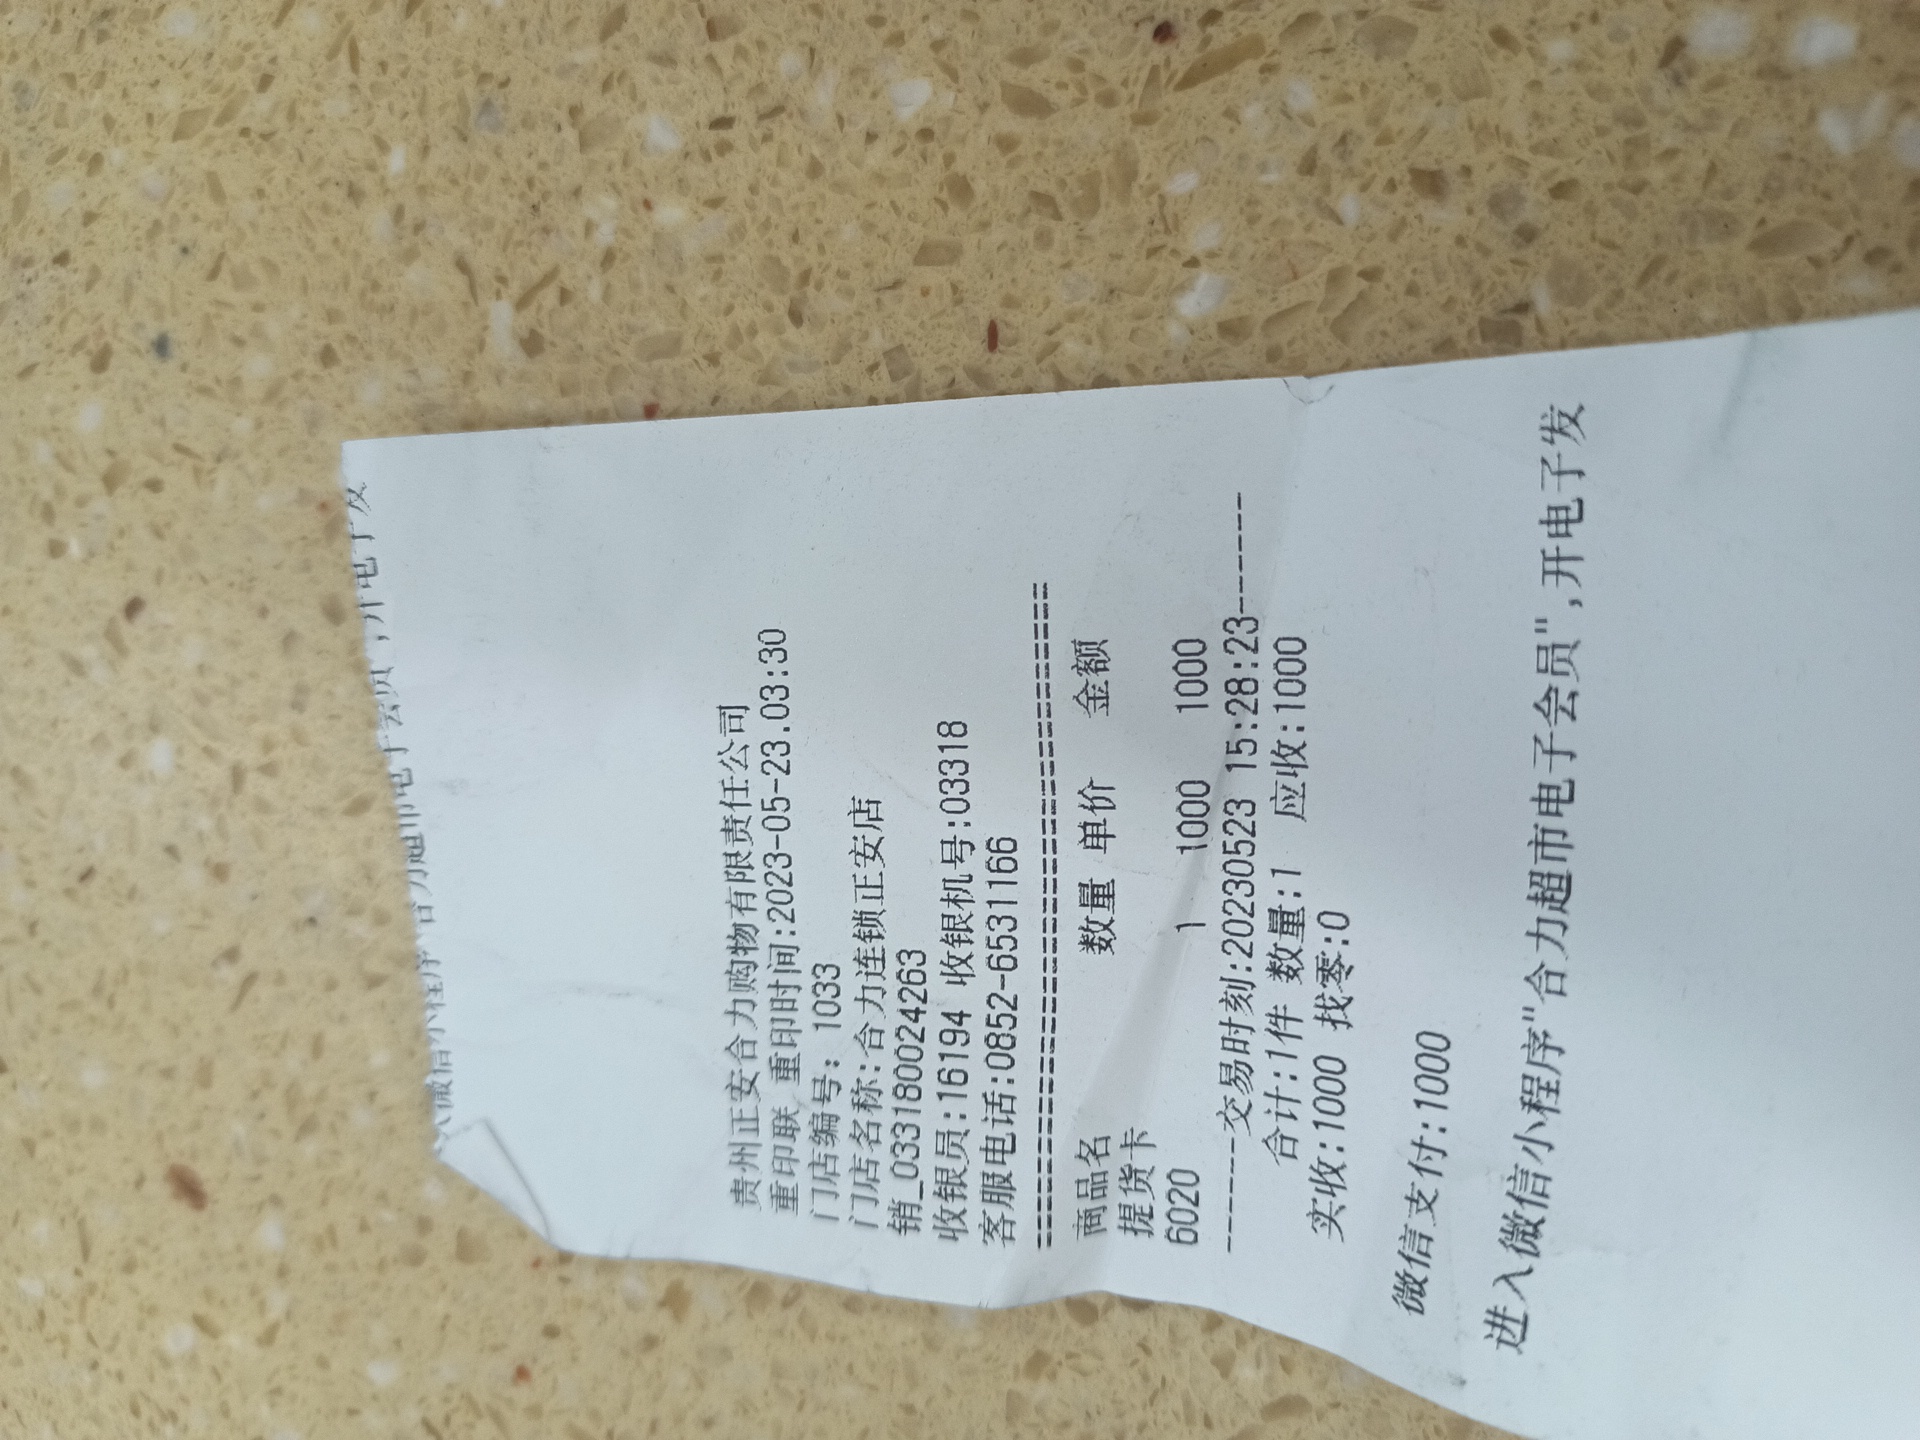 贵州正安合力购物有限责任公司
重印联 重印时间:2023-05-23.03:30
门店编号: 1033
门店名称:合力连锁正安店
销_033180024263
收银员:16194 收银机号:03318
客服电话:0852-6531166
================================
商品名 数量 单价 金额
提货卡
6020 1 1000 1000
-------交易时刻:20230523 15:28:23-------
合计:1件 数量:1 应收:1000
实收:1000 找零:0
微信支付:1000
进入微信小程序"合力超市电子会员",开电子发